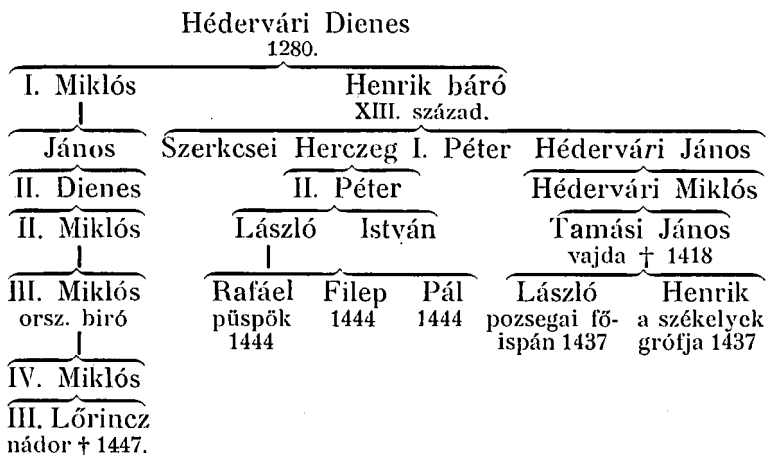 Hédervári Dienes
1280.
I. Miklós Henrik báró
XIII. század.
János Szerkcsei Herczeg I. Péter Hédervári János
II. Dienes II. Péter Hédervári Miklós
II. Miklós László István Tamási János
vajda † 1418
III. Miklós Rafáel Filep Pál László Henrik
orsz. biró püspök 1444 1444 pozsegai fő- a székelyek
1444 ispán 1437 grófja 1437
IV. Miklós
III. Lőrincz
nádor † 1447.